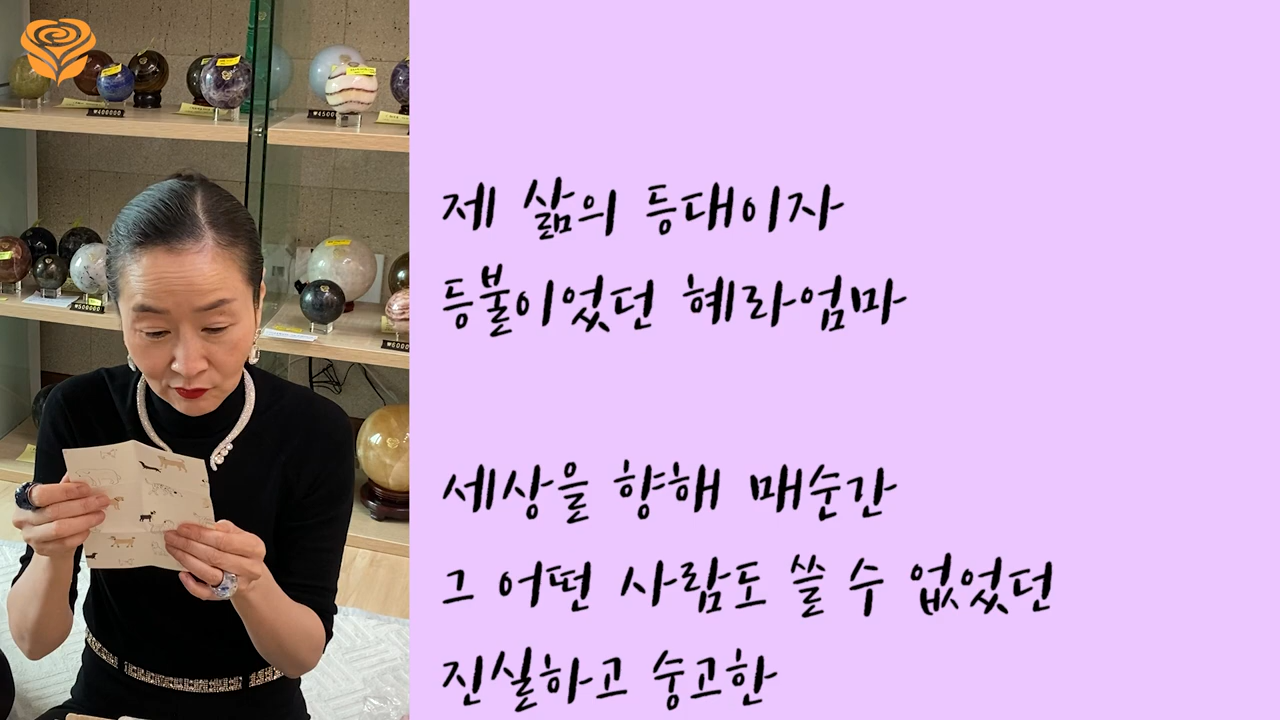 ₩400000
₩500000
제 삶의 등대이자
등불이었던 혜라엄마
세상을 향해 매순간
그 어떤 사람도 쓸 수 없었던
진실하고 숭고한